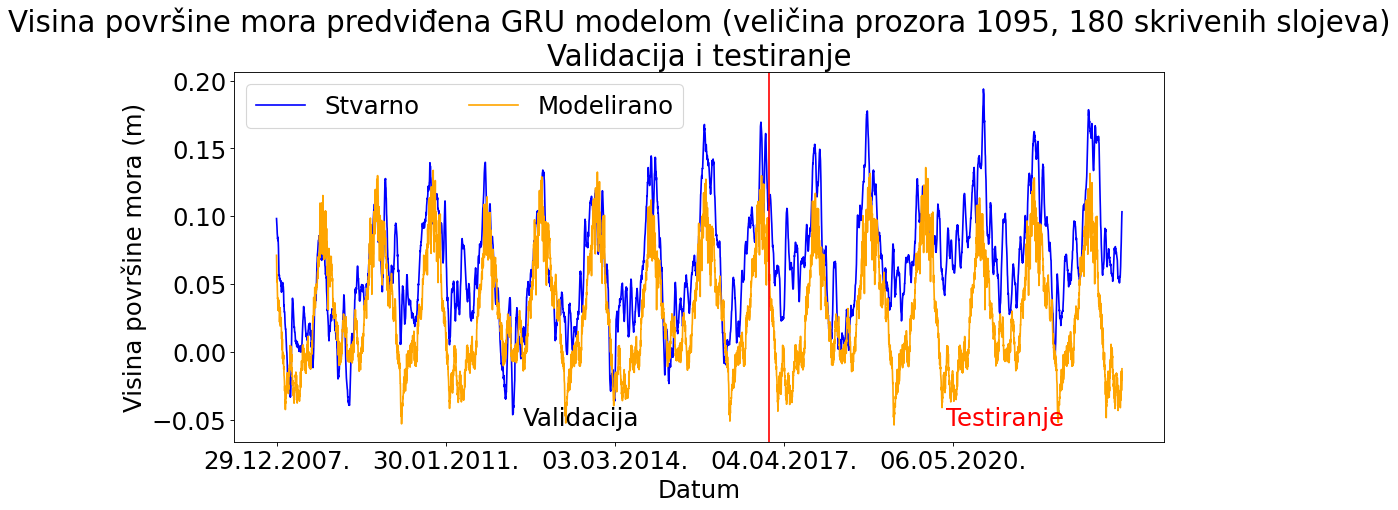 Visina površine mora predviđena GRU modelom (veličina prozora 1095, 180 skrivenih slojeva)
Validacija i testiranje
Stvarno
Modelirano
Visina površine mora (m)
0.20
0.15
0.10
0.05
0.00
−0.05
Validacija
Testiranje
29.12.2007.
30.01.2011.
03.03.2014.
04.04.2017.
06.05.2020.
Datum